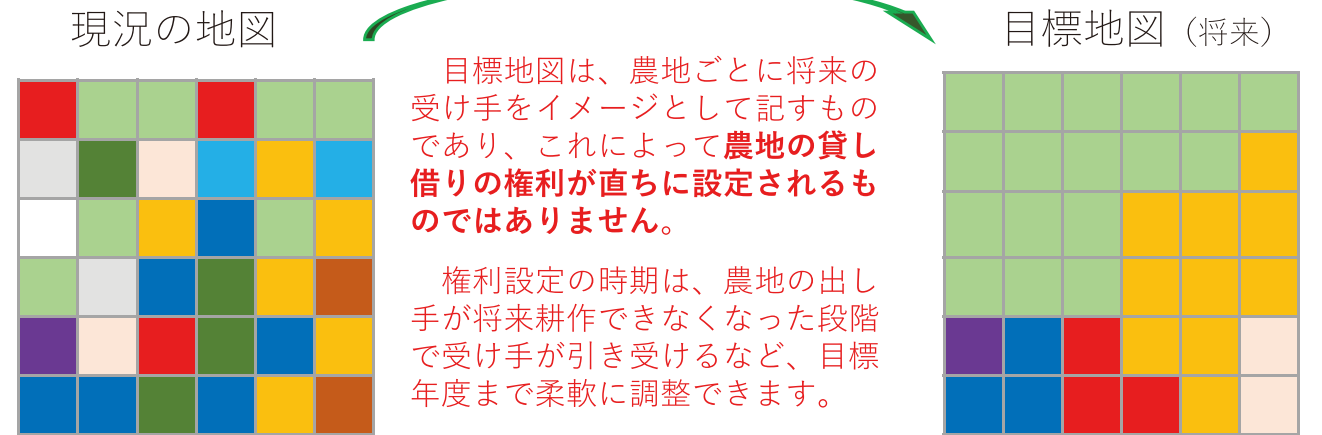 現況の地図
目標地図（将来）
目標地図は、農地ごとに将来の
受け手をイメージとして記すもの
であり、これによって農地の貸し
借りの権利が直ちに設定されるも
のではありません。
権利設定の時期は、農地の出し
手が将来耕作できなくなった段階
で受け手が引き受けるなど、目標
年度まで柔軟に調整できます。